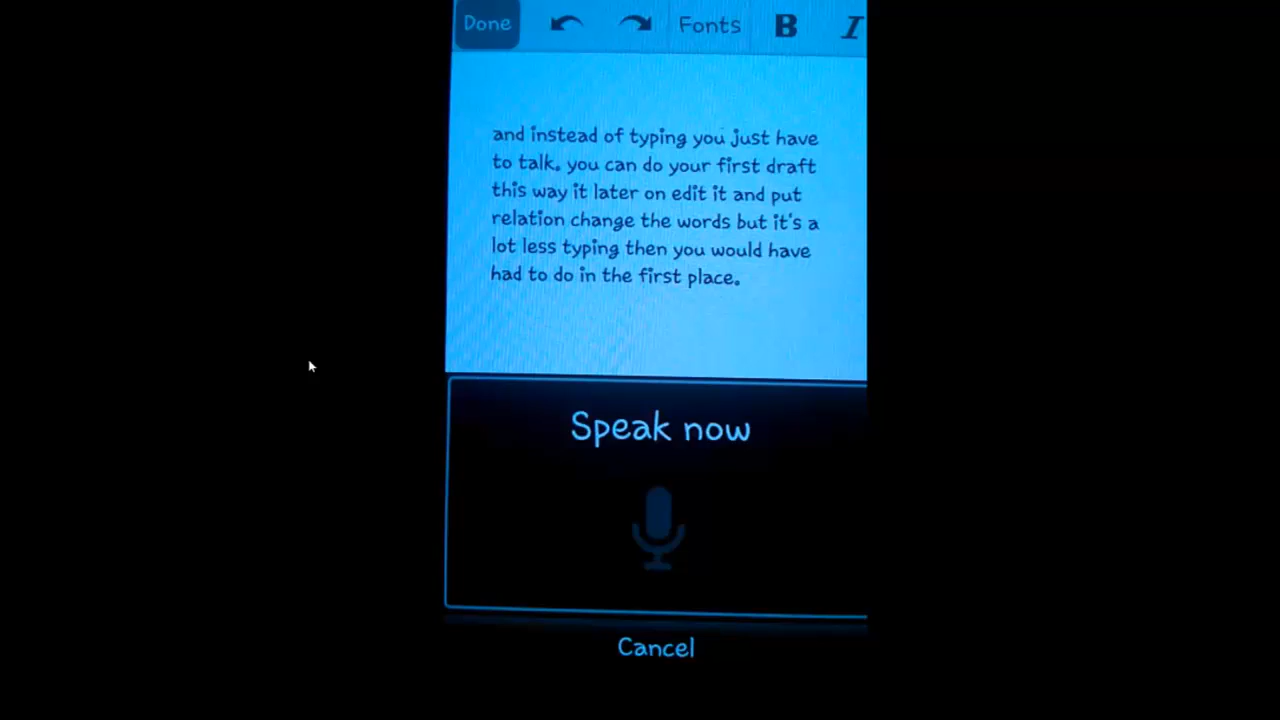 Done Fonts B I
and instead of typing you just have
to talk. you can do your first draft
this way it later on edit it and put
relation change the words but it's a
lot less typing then you would have
had to do in the first place.
Speak now
Cancel